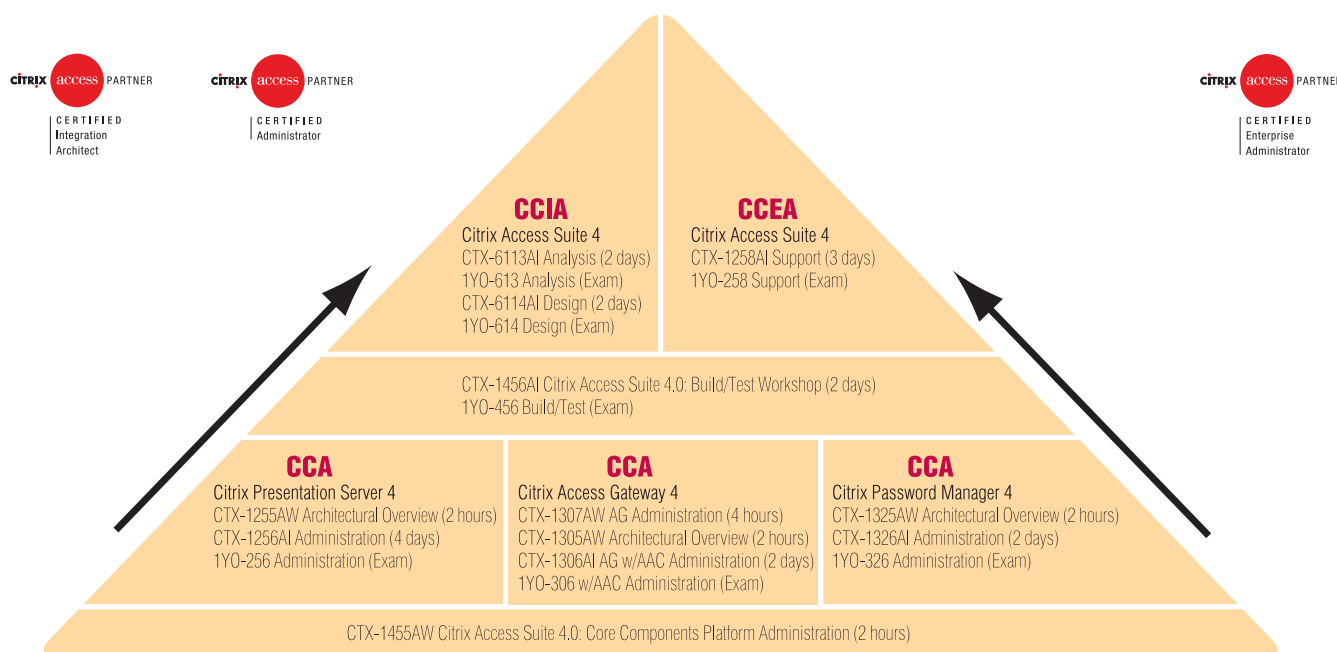 CİTRIX access PARTNER
CERTIFIED
Integration
Architect
CİTRIX access PARTNER
CERTIFIED
Administrator
CİTRIX access PARTNER
CERTIFIED
Enterprise
Administrator
CCIA
Citrix Access Suite 4
CTX-6113AI Analysis (2 days)
1YO-613 Analysis (Exam)
CTX-6114AI Design (2 days)
1YO-614 Design (Exam)
CCEA
Citrix Access Suite 4
CTX-1258AI Support (3 days)
1YO-258 Support (Exam)
CTX-1456AI Citrix Access Suite 4.0: Build/Test Workshop (2 days)
1YO-456 Build/Test (Exam)
CCA
Citrix Presentation Server 4
CTX-1255AW Architectural Overview (2 hours)
CTX-1256AI Administration (4 days)
1YO-256 Administration (Exam)
CCA
Citrix Access Gateway 4
CTX-1307AW AG Administration (4 hours)
CTX-1305AW Architectural Overview (2 hours)
CTX-1306AI AG w/AAC Administration (2 days)
1YO-306 w/AAC Administration (Exam)
CCA
Citrix Password Manager 4
CTX-1325AW Architectural Overview (2 hours)
CTX-1326AI Administration (2 days)
1YO-326 Administration (Exam)
CTX-1455AW Citrix Access Suite 4.0: Core Components Platform Administration (2 hours)